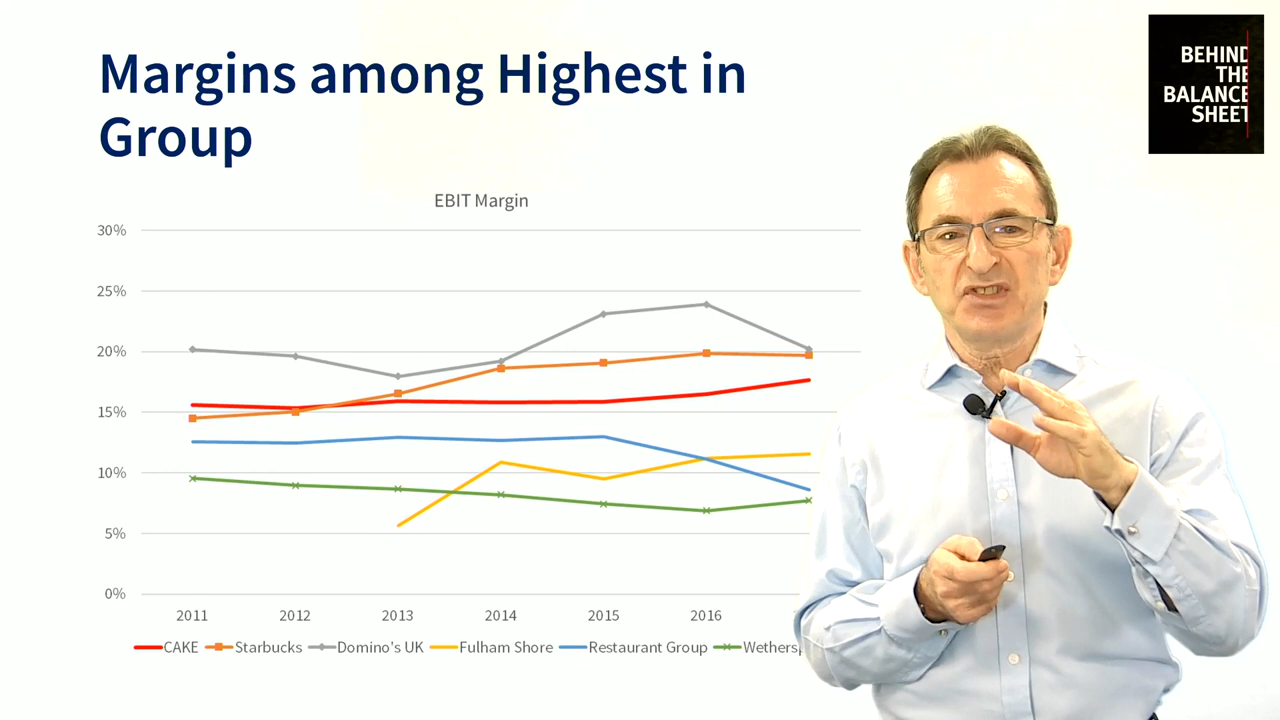 Margins among Highest in
Group
BEHIND
THE
BALANCE
SHEET
EBIT Margin
30%
25%
20%
15%
10%
5%
0%
2011 2012 2013 2014 2015 2016
CAKE Starbucks Domino's UK Fulham Shore Restaurant Group